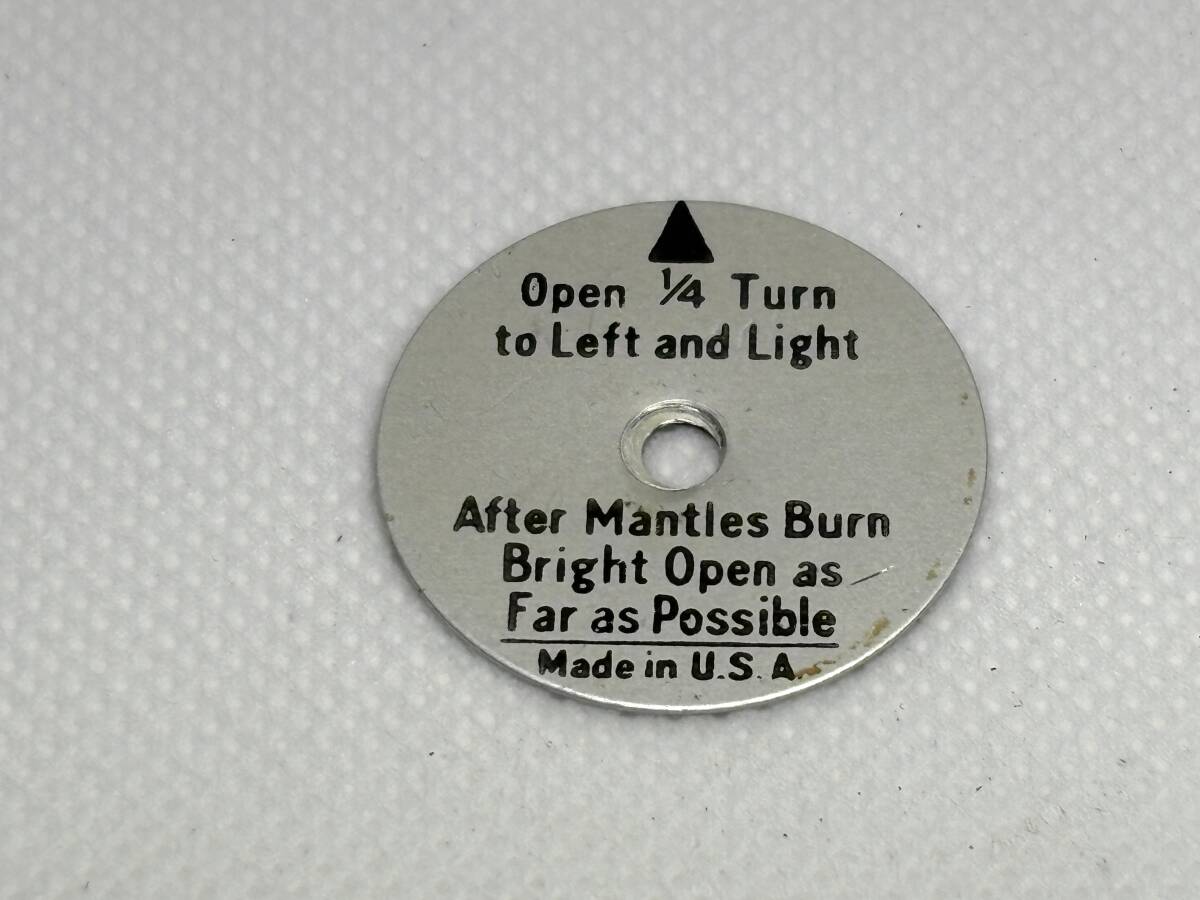 Open ¼ Turn
to Left and Light
After Mantles Burn
Bright Open as
Far as Possible
Made in U.S.A.